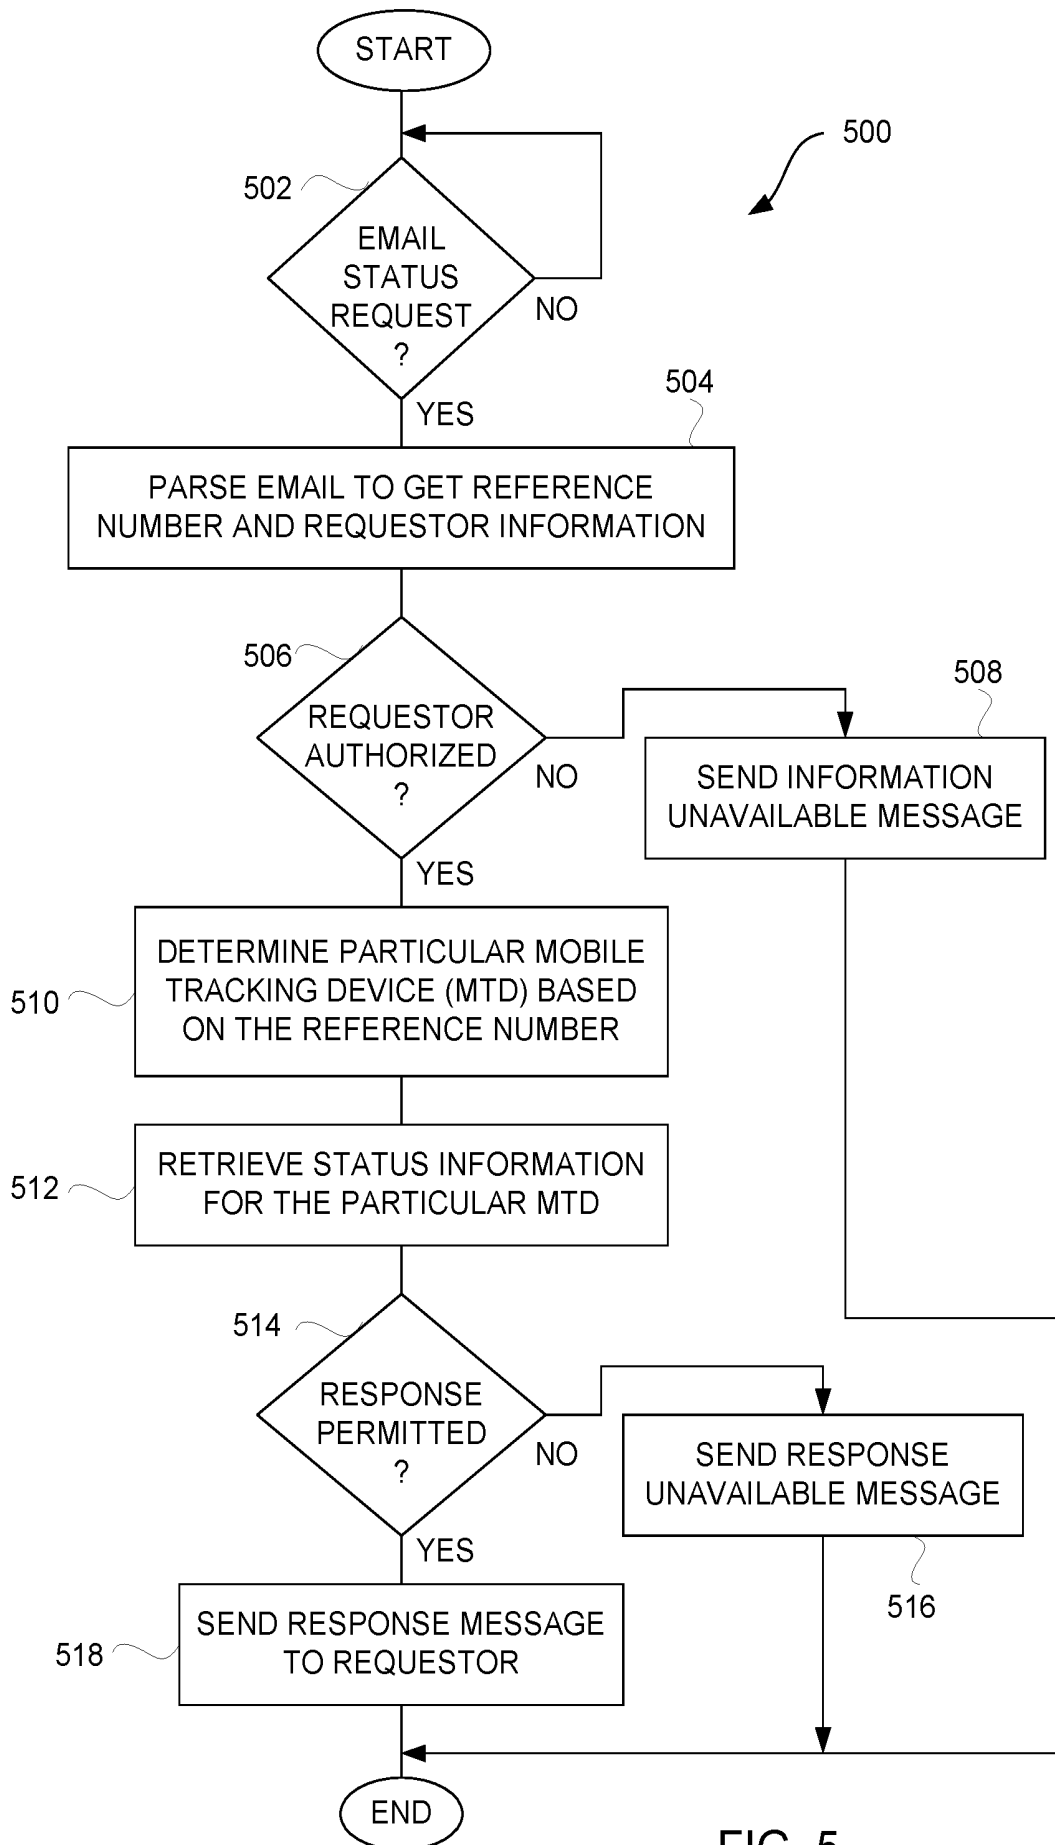 START
500
502
EMAIL
STATUS
REQUEST
?
NO
YES
504
PARSE EMAIL TO GET REFERENCE
NUMBER AND REQUESTOR INFORMATION
506
REQUESTOR
AUTHORIZED
?
NO
YES
508
SEND INFORMATION
UNAVAILABLE MESSAGE
510
DETERMINE PARTICULAR MOBILE
TRACKING DEVICE (MTD) BASED
ON THE REFERENCE NUMBER
512
RETRIEVE STATUS INFORMATION
FOR THE PARTICULAR MTD
514
RESPONSE
PERMITTED
?
NO
YES
SEND RESPONSE
UNAVAILABLE MESSAGE
516
518
SEND RESPONSE MESSAGE
TO REQUESTOR
END
FIG. 5